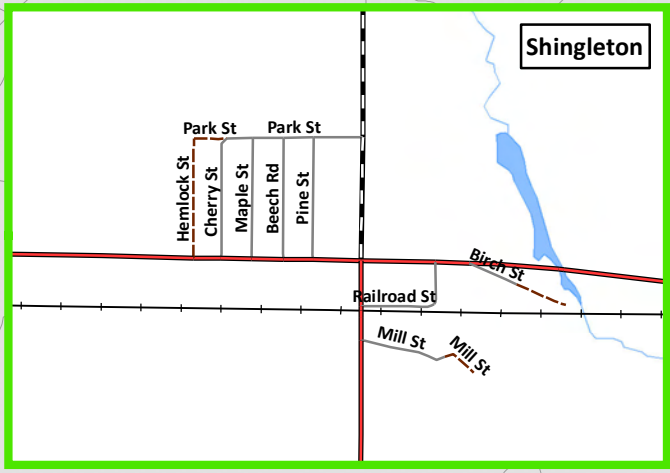 Shingleton
Park St
Park St
Hemlock St
Cherry St
Maple St
Beech Rd
Pine St
Birch St
Railroad St
Mill St
Mill St